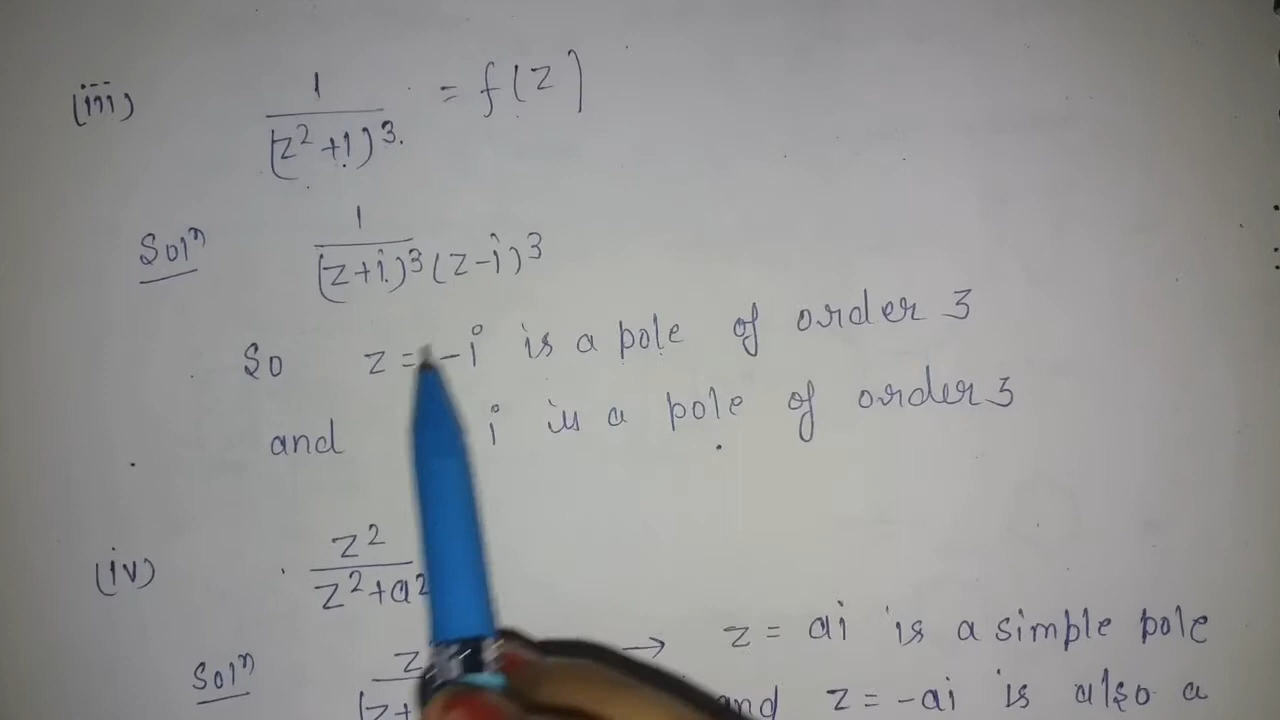 (iii) 1/(z²+1)³ = f(z)
Solⁿ 1/(z+i)³(z-i)³
So z = -i is a pole of order 3
and i is a pole of order 3
(iv) z²/z²+a²
→ z = ai is a simple pole
Solⁿ z
(z+
and z = -ai is also a